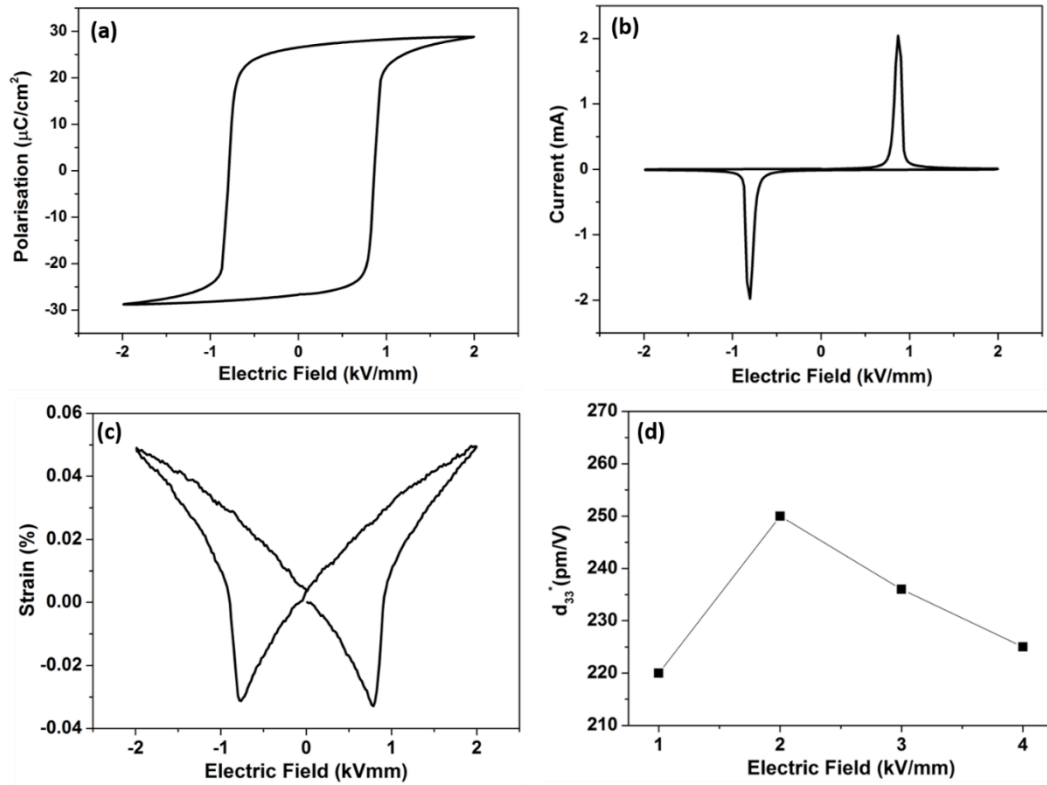 (a)
Polarisation (μC/cm²)
30
20
10
0
-10
-20
-30
-2 -1 0 1 2
Electric Field (kV/mm)
(b)
Current (mA)
2
1
0
-1
-2
-2 -1 0 1 2
Electric Field (kV/mm)
(c)
Strain (%)
0.06
0.04
0.02
0.00
-0.02
-0.04
-2 -1 0 1 2
Electric Field (kVmm)
(d)
d₃₃*(pm/V)
270
260
250
240
230
220
210
1 2 3 4
Electric Field (kV/mm)